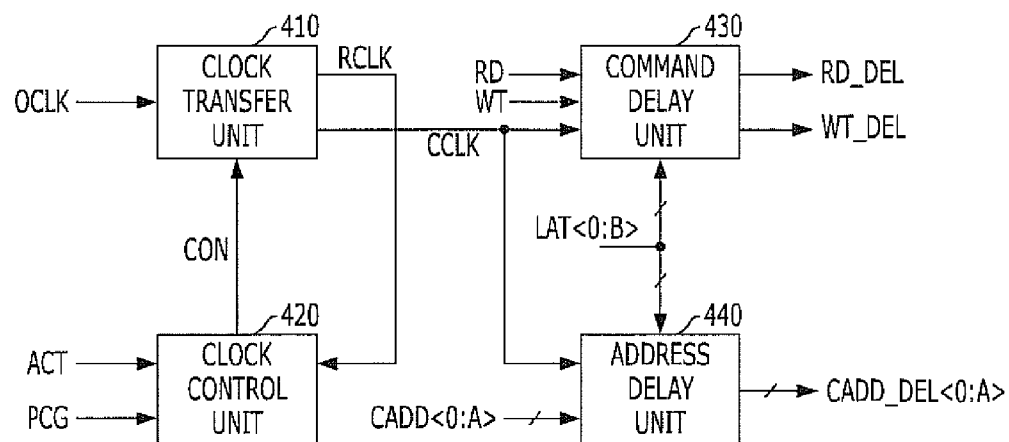 410
CLOCK
TRANSFER
UNIT
OCLK
RCLK
CCLK
430
COMMAND
DELAY
UNIT
RD
WT
RD_DEL
WT_DEL
CON
LAT<0:B>
420
CLOCK
CONTROL
UNIT
ACT
PCG
440
ADDRESS
DELAY
UNIT
CADD<0:A>
CADD_DEL<0:A>